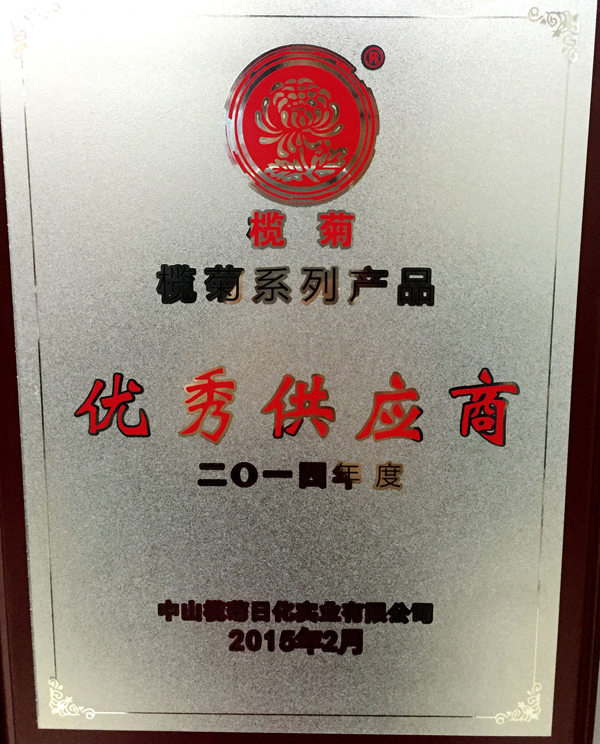 ®
榄菊
榄菊系列产品
优秀供应商
二〇一四年度
中山榄菊日化实业有限公司
2015年2月